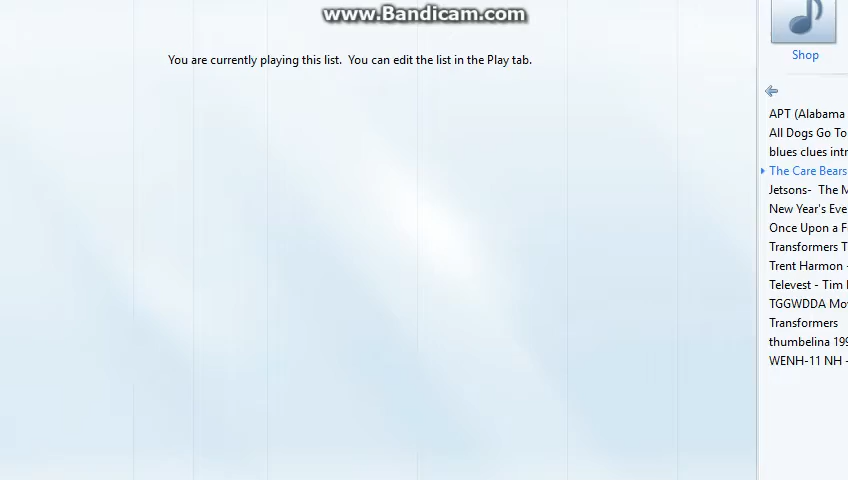 www.Bandicam.com
You are currently playing this list. You can edit the list in the Play tab.
Shop
APT (Alabama
All Dogs Go To
blues clues intr
The Care Bears
Jetsons- The M
New Year's Eve
Once Upon a F
Transformers T
Trent Harmon -
Televest - Tim
TGGWDDA Mov
Transformers
thumbelina 199
WENH-11 NH -